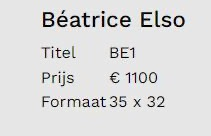 Béatrice Elso
Titel BE1
Prijs € 1100
Formaat 35 x 32